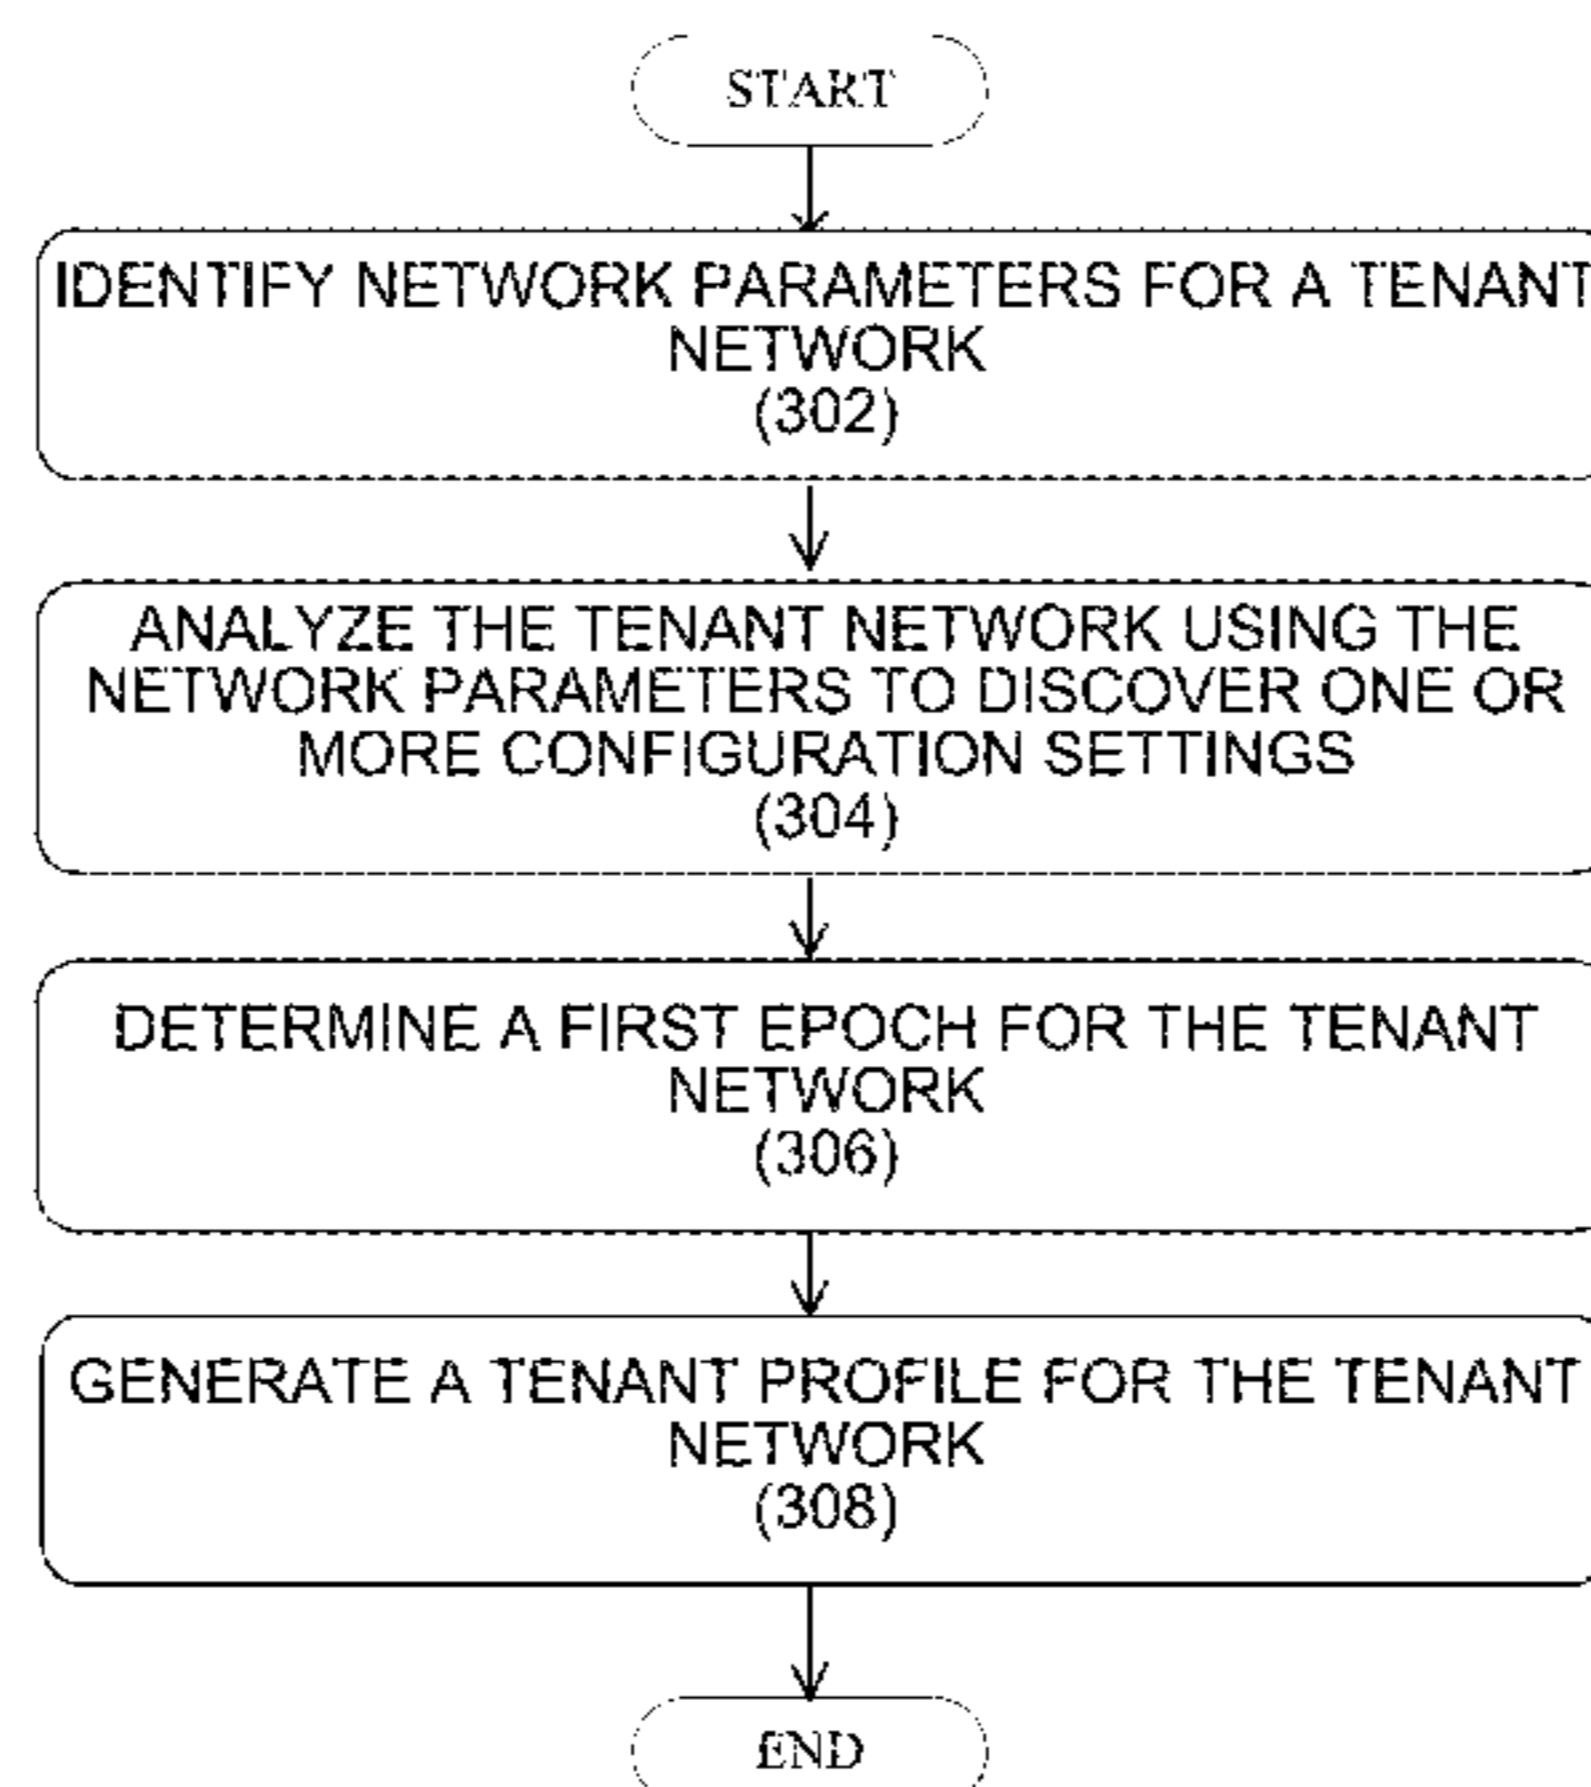 START
IDENTIFY NETWORK PARAMETERS FOR A TENANT
NETWORK
(302)
ANALYZE THE TENANT NETWORK USING THE
NETWORK PARAMETERS TO DISCOVER ONE OR
MORE CONFIGURATION SETTINGS
(304)
DETERMINE A FIRST EPOCH FOR THE TENANT
NETWORK
(306)
GENERATE A TENANT PROFILE FOR THE TENANT
NETWORK
(308)
END